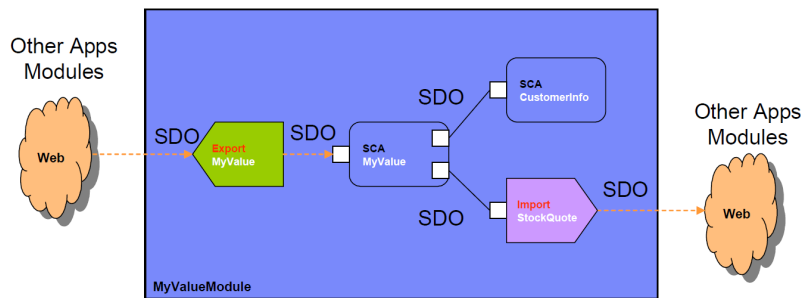 Other Apps
Modules
Web
SDO
Export
MyValue
SDO
SCA
MyValue
SDO
SCA
CustomerInfo
SDO
Import
StockQuote
SDO
Other Apps
Modules
Web
MyValueModule